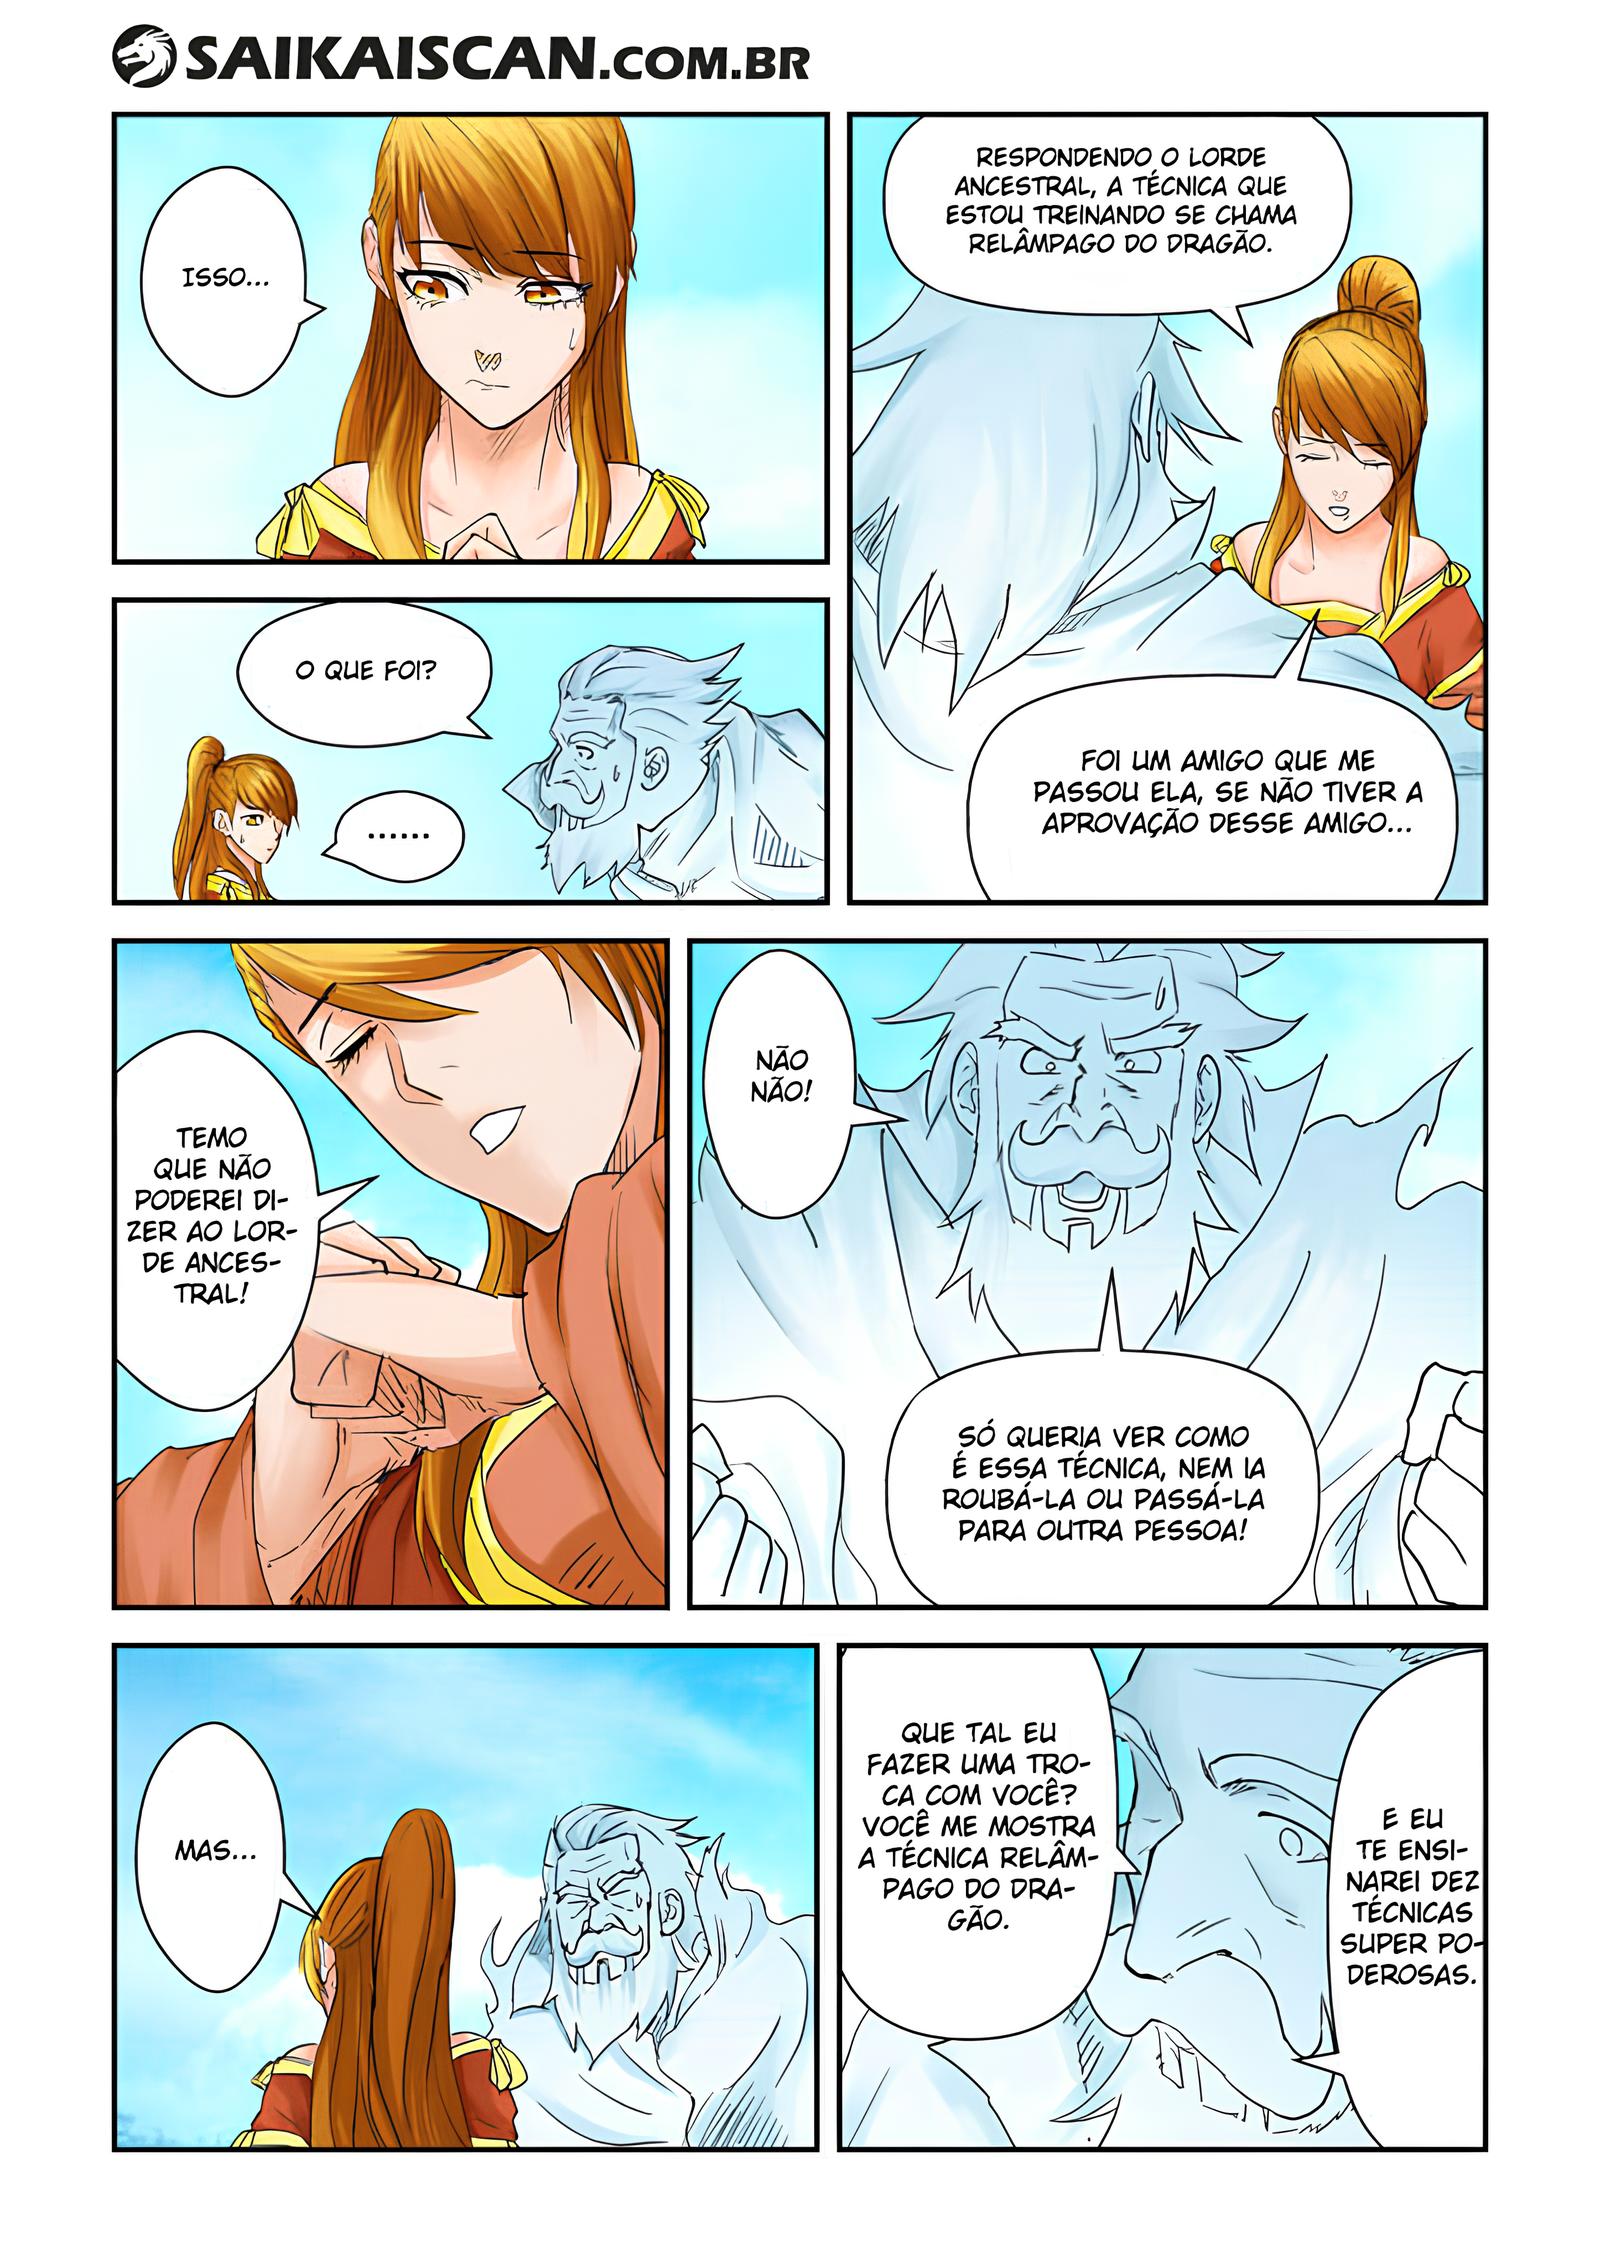 SAIKAISCAN.COM.BR
ISSO...
RESPONDENDO O LORDE
ANCESTRAL, A TÉCNICA QUE
ESTOU TREINANDO SE CHAMA
RELÂMPAGO DO DRAGÃO.
O QUE FOI?
......
FOI UM AMIGO QUE ME
PASSOU ELA, SE NÃO TIVER A
APROVAÇÃO DESSE AMIGO...
TEMO
QUE NÃO
PODEREI DI-
ZER AO LOR-
DE ANCES-
TRAL!
NÃO
NÃO!
SÓ QUERIA VER COMO
É ESSA TÉCNICA, NEM IA
ROUBÁ-LA OU PASSÁ-LA
PARA OUTRA PESSOA!
MAS...
QUE TAL EU
FAZER UMA TRO-
CA COM VOCÊ?
VOCÊ ME MOSTRA
A TÉCNICA RELÂM-
PAGO DO DRA-
GÃO.
E EU
TE ENSI-
NAREI DEZ
TÉCNICAS
SUPER PO-
DEROSAS.